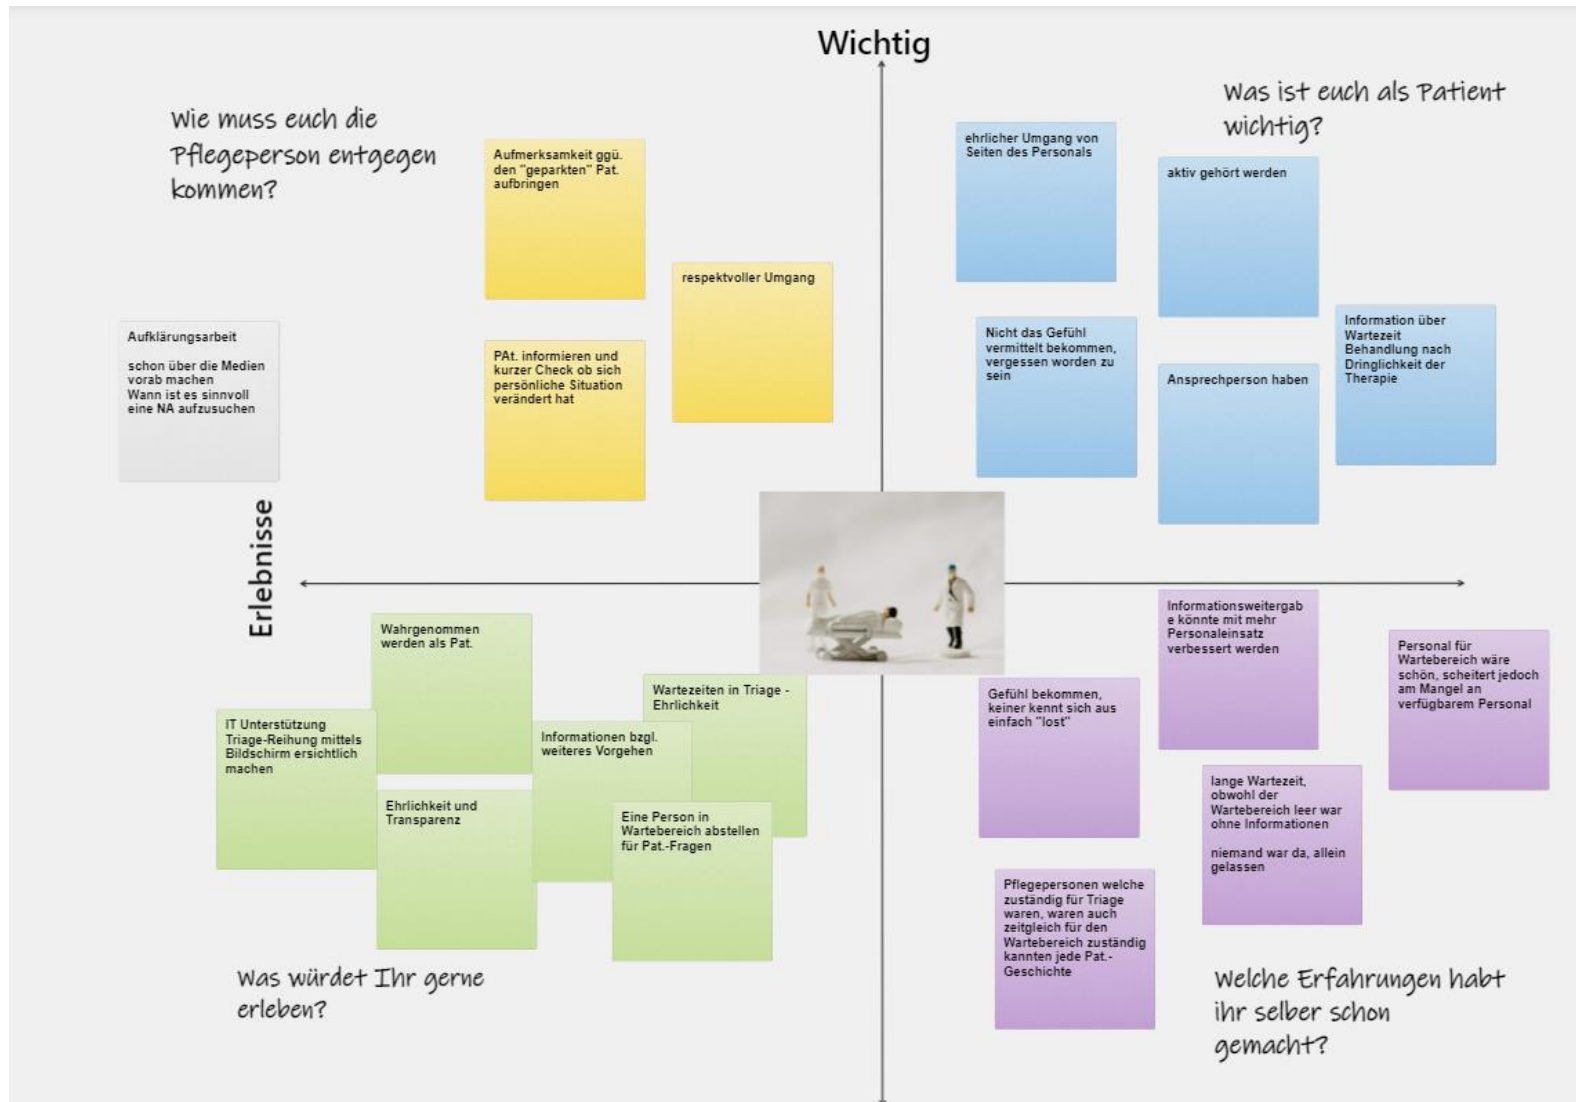 Wichtig
Wie muss euch die
Pflegeperson entgegen
kommen?
Aufmerksamkeit ggü.
den "geparkten" Pat.
aufbringen
respektvoller Umgang
PAt. informieren und
kurzer Check ob sich
persönliche Situation
verändert hat
Aufklärungsarbeit
schon über die Medien
vorab machen
Wann ist es sinnvoll
eine NA aufzusuchen
Was ist euch als Patient
wichtig?
ehrlicher Umgang von
Seiten des Personals
aktiv gehört werden
Nicht das Gefühl
vermittelt bekommen,
vergessen worden zu
sein
Ansprechperson haben
Information über
Wartezeit
Behandlung nach
Dringlichkeit der
Therapie
Erlebnisse
Wahrgenommen
werden als Pat.
IT Unterstützung
Triage-Reihung mittels
Bildschirm ersichtlich
machen
Ehrlichkeit und
Transparenz
Wartezeiten in Triage -
Ehrlichkeit
Informationen bzgl.
weiteres Vorgehen
Eine Person in
Wartebereich abstellen
für Pat.-Fragen
Was würdet Ihr gerne
erleben?
Informationsweitergab
e könnte mit mehr
Personaleinsatz
verbessert werden
Personal für
Wartebereich wäre
schön, scheitert jedoch
am Mangel an
verfügbarem Personal
Gefühl bekommen,
keiner kennt sich aus
einfach "lost"
lange Wartezeit,
obwohl der
Wartebereich leer war
ohne Informationen
niemand war da, allein
gelassen
Pflegepersonen welche
zuständig für Triage
waren, waren auch
zeitgleich für den
Wartebereich zuständig
kannten jede Pat.-
Geschichte
Welche Erfahrungen habt
ihr selber schon
gemacht?